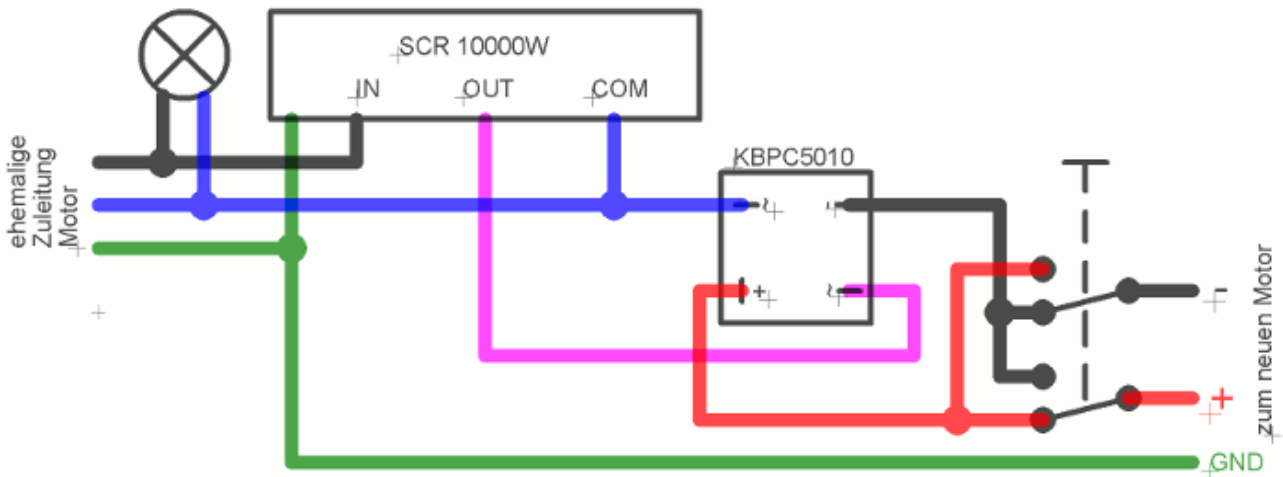 SCR 10000W
IN OUT COM
ehemalige
Zuleitung
Motor
KBPC5010
~ -
+ ~
-
+
zum neuen Motor
GND